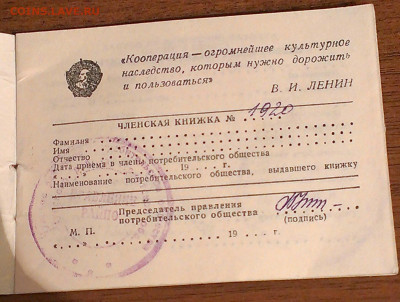 COINS.LAVE.RU
«Кооперация — огромнейшее культурное
наследство, которым нужно дорожить
и пользоваться»
В. И. ЛЕНИН
ЧЛЕНСКАЯ КНИЖКА № 1920
Фамилия
Имя
Отчество
Дата приема в члены потребительского общества
«...» 19 ... г.
Наименование потребительского общества, выдавшего книжку
Председатель правления
потребительского общества
(подпись)
М. П.
«...» 19 ... г.